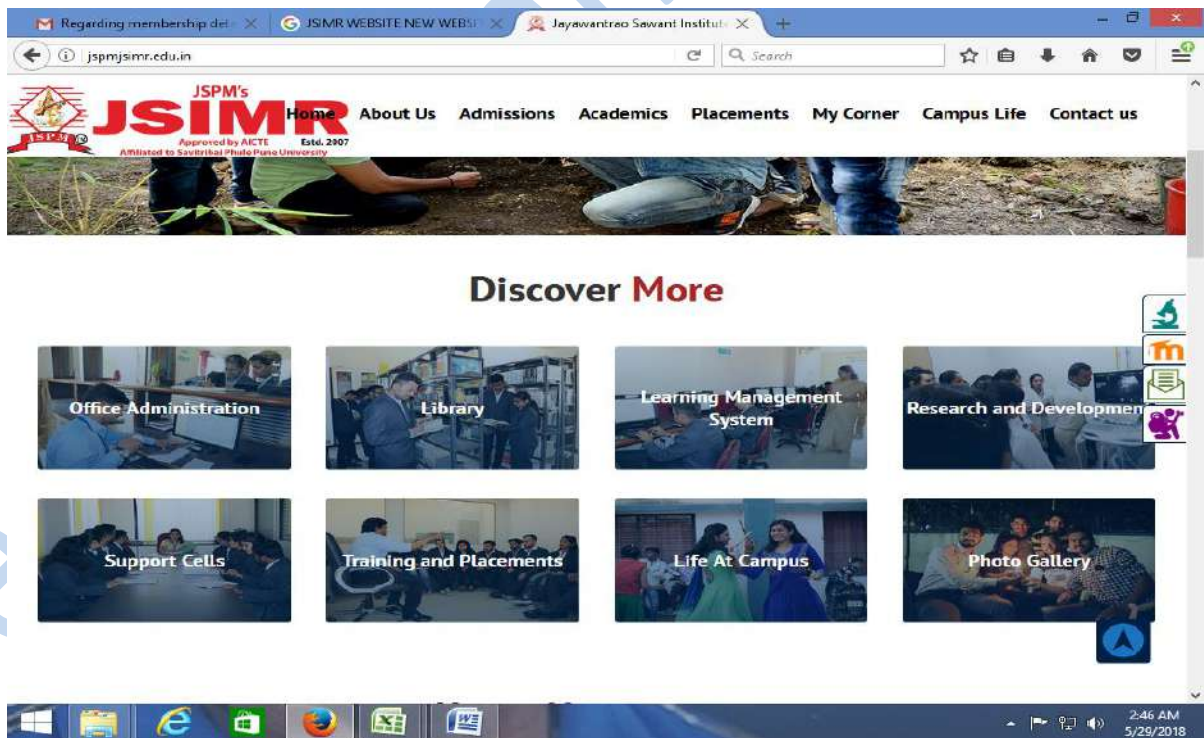 Regarding membership det
JSIMR WEBSITE NEW WEBSI
Jayawantrao Sawant Institut
jspmjsimr.edu.in
Search
JSPM's
JSIMR
JSPM
Approved by AICTE Estd. 2007
Affiliated to Savitribai Phule Pune University
Home About Us Admissions Academics Placements My Corner Campus Life Contact us
Discover More
Office Administration
Library
Learning Management
System
Research and Developmen
Support Cells
Training and Placements
Life At Campus
Photo Gallery
2:46 AM
5/29/2018